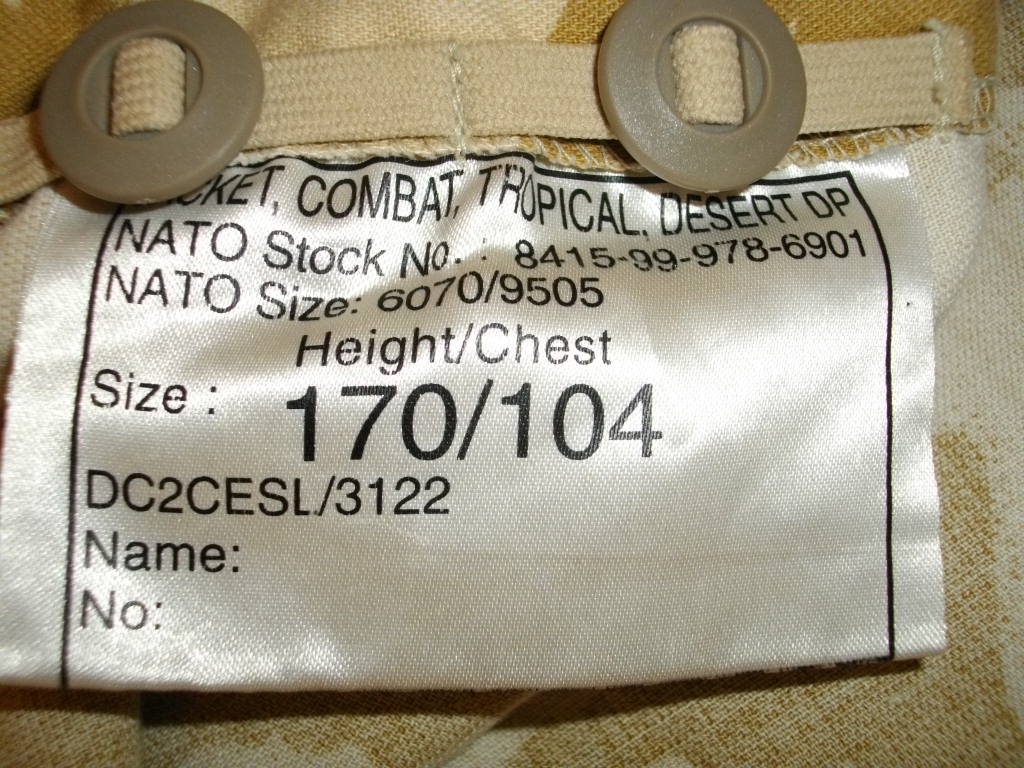 JACKET, COMBAT, TROPICAL, DESERT DP
NATO Stock No. : 8415-99-978-6901
NATO Size: 6070/9505
Height/Chest
Size : 170/104
DC2CESL/3122
Name:
No: